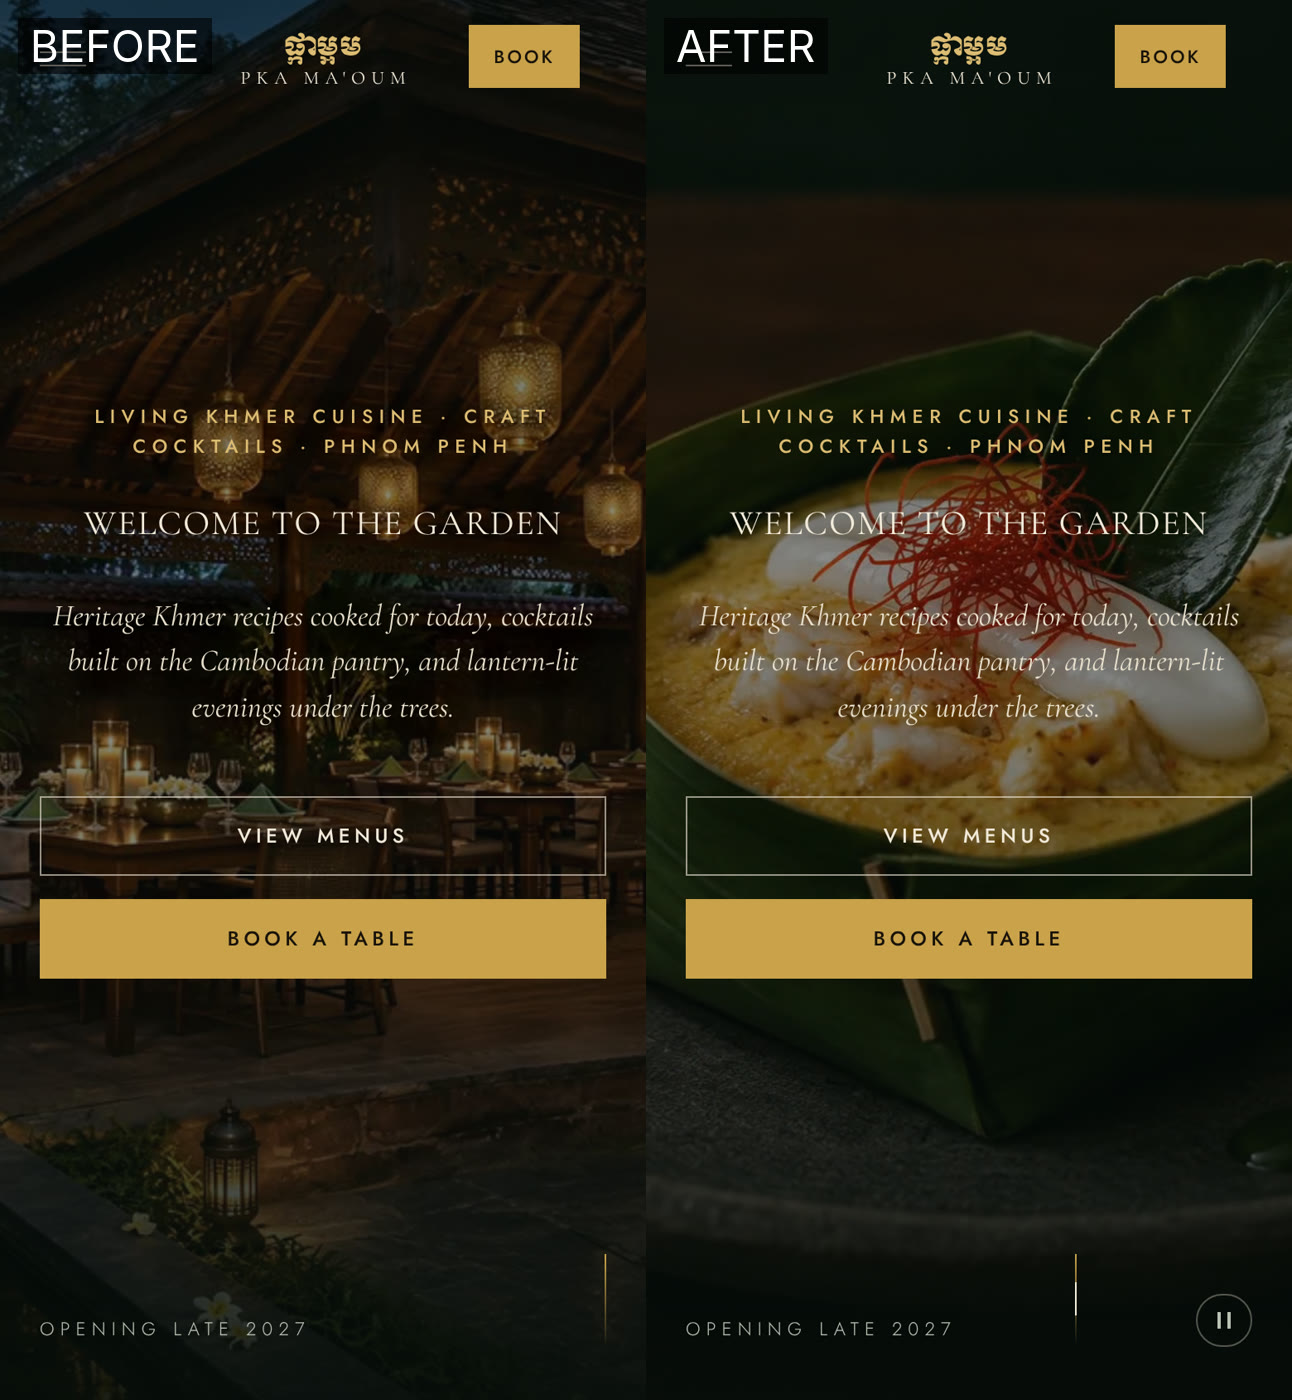 BEFORE
ផ្កាម្អម
PKA MA'OUM
BOOK
LIVING KHMER CUISINE · CRAFT
COCKTAILS · PHNOM PENH
WELCOME TO THE GARDEN
Heritage Khmer recipes cooked for today, cocktails
built on the Cambodian pantry, and lantern-lit
evenings under the trees.
VIEW MENUS
BOOK A TABLE
OPENING LATE 2027
AFTER
ផ្កាម្អម
PKA MA'OUM
BOOK
LIVING KHMER CUISINE · CRAFT
COCKTAILS · PHNOM PENH
WELCOME TO THE GARDEN
Heritage Khmer recipes cooked for today, cocktails
built on the Cambodian pantry, and lantern-lit
evenings under the trees.
VIEW MENUS
BOOK A TABLE
OPENING LATE 2027